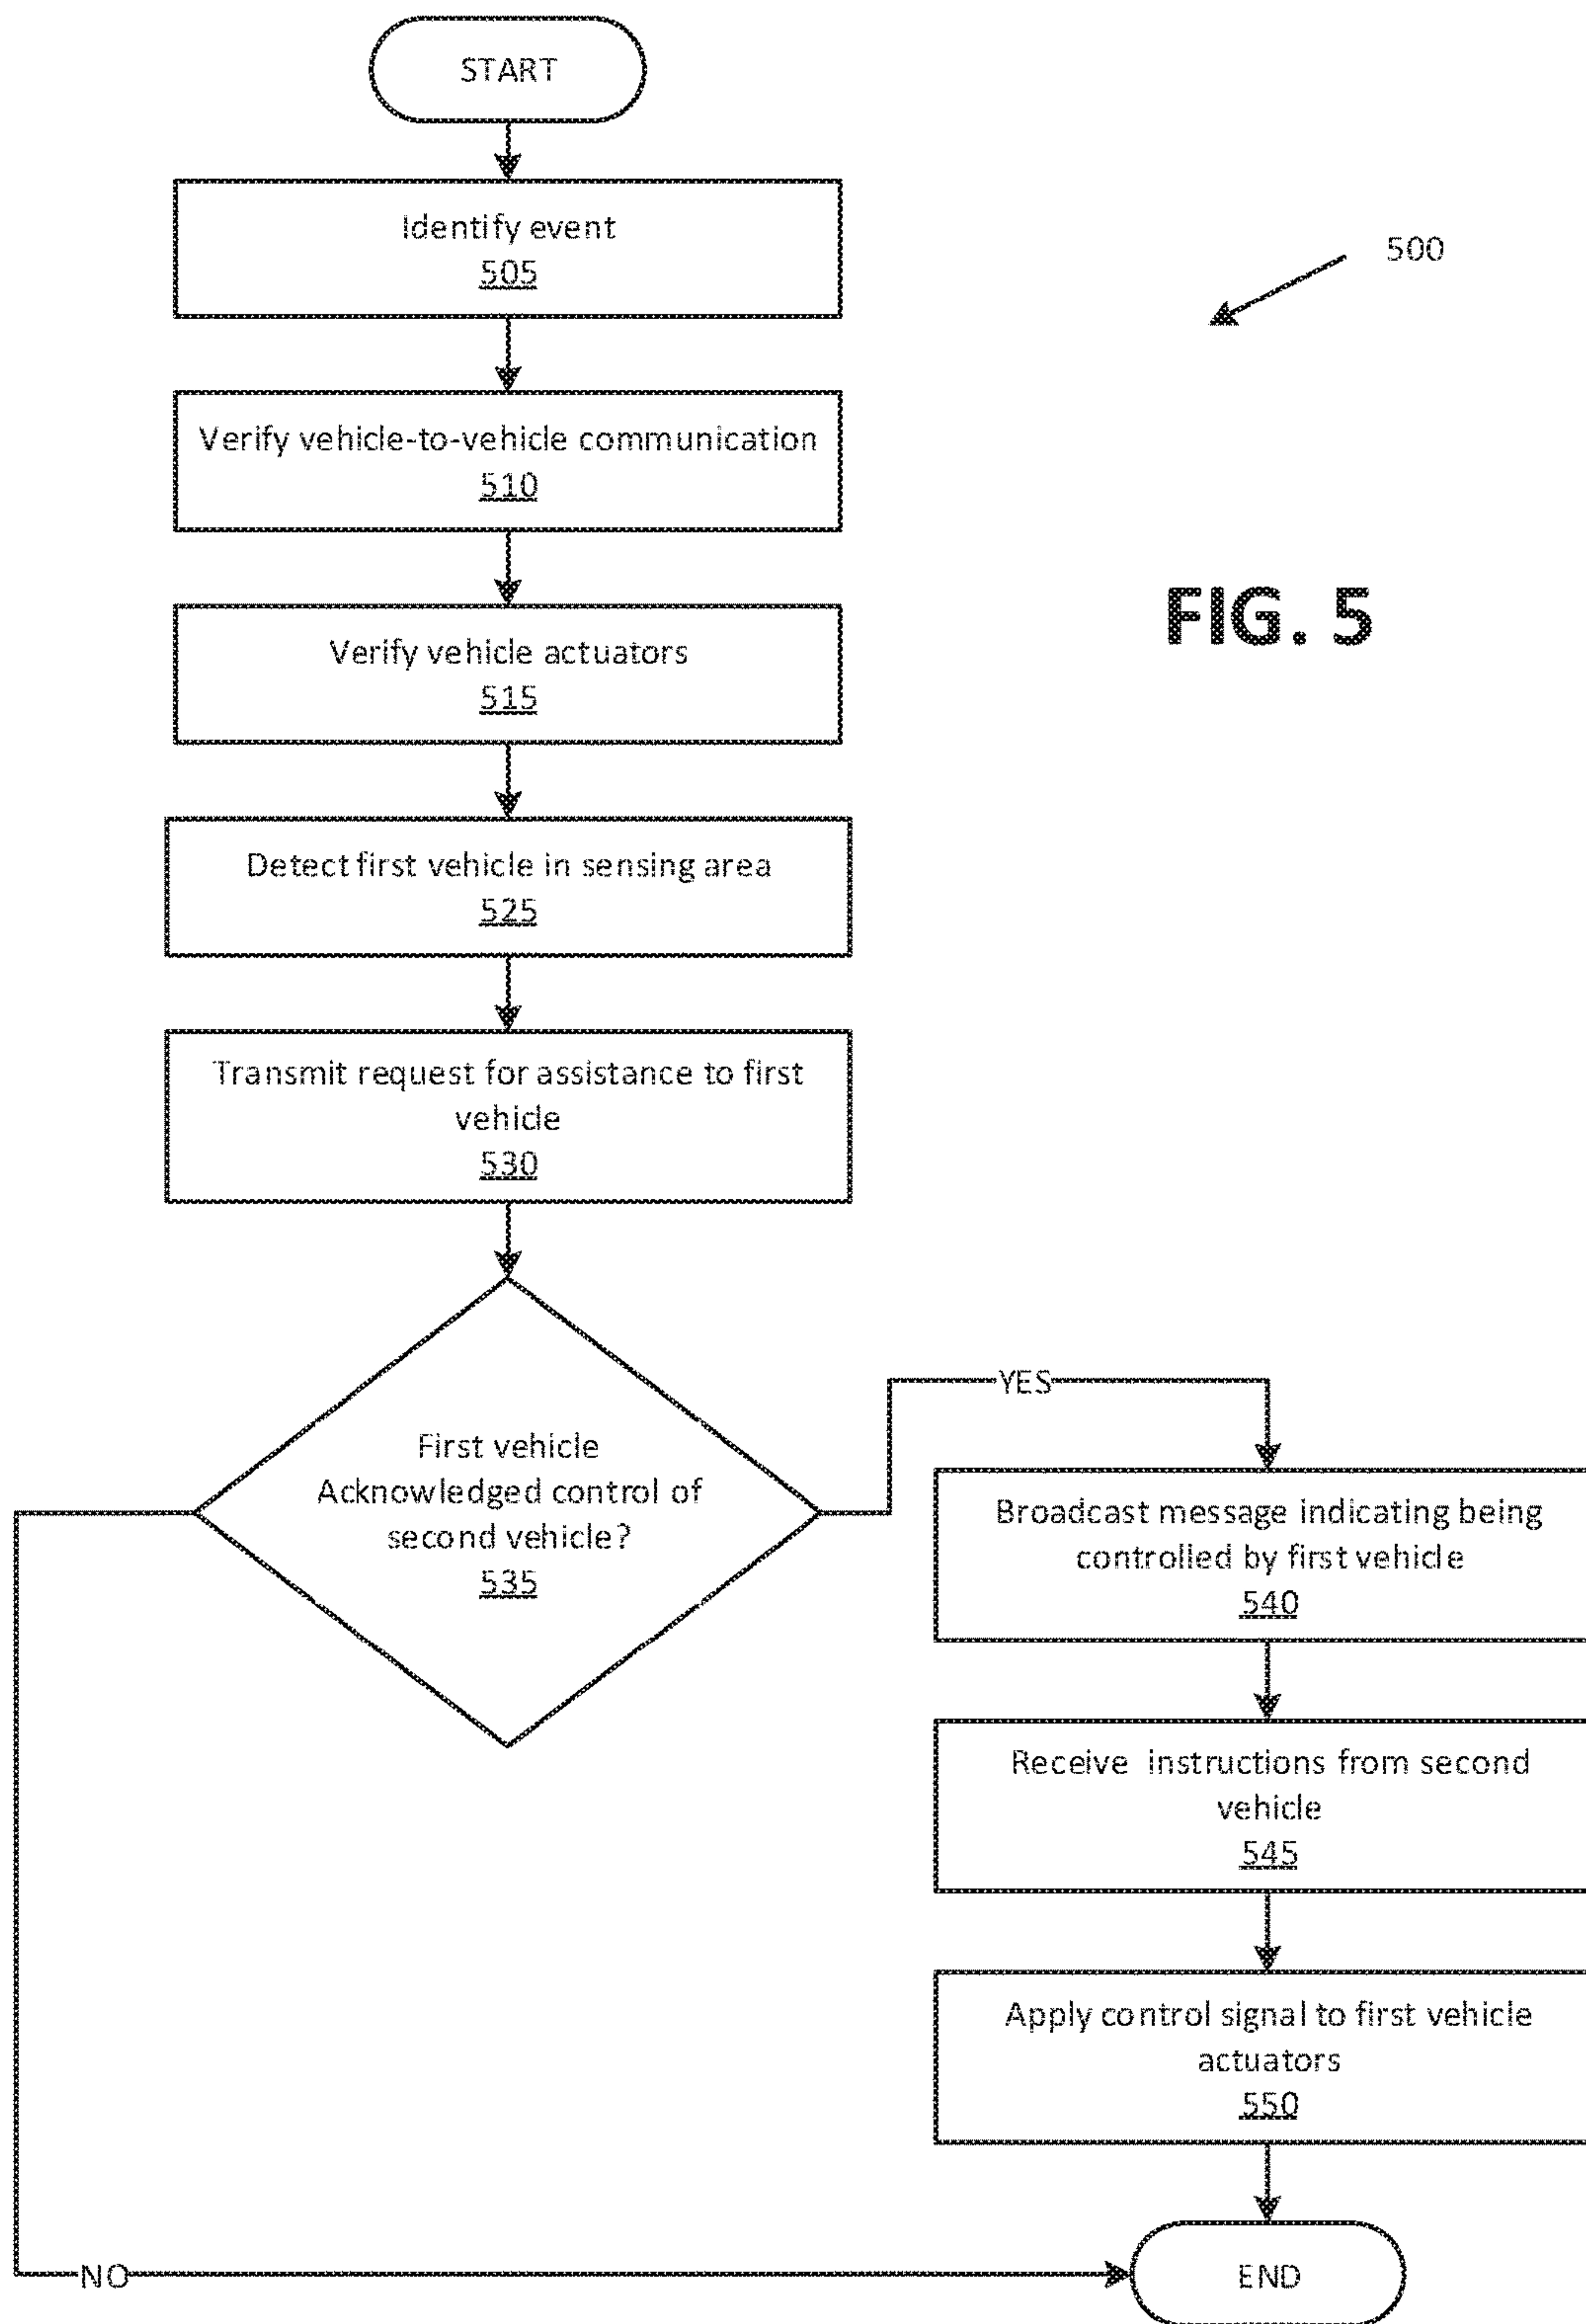 START
Identify event
505
500
Verify vehicle-to-vehicle communication
510
FIG. 5
Verify vehicle actuators
515
Detect first vehicle in sensing area
525
Transmit request for assistance to first
vehicle
530
First vehicle
Acknowledged control of
second vehicle?
535
YES
Broadcast message indicating being
controlled by first vehicle
540
Receive instructions from second
vehicle
545
Apply control signal to first vehicle
actuators
550
NO
END